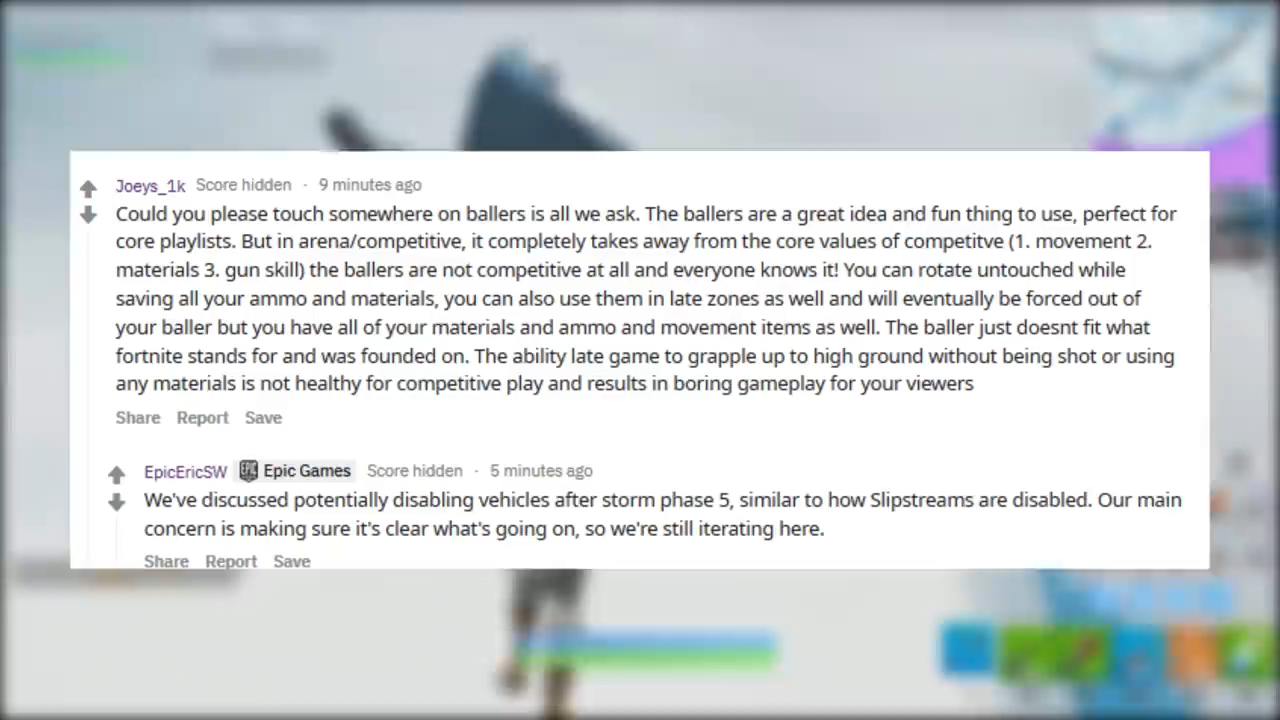 Joeys_1k Score hidden · 9 minutes ago
Could you please touch somewhere on ballers is all we ask. The ballers are a great idea and fun thing to use, perfect for
core playlists. But in arena/competitive, it completely takes away from the core values of competitve (1. movement 2.
materials 3. gun skill) the ballers are not competitive at all and everyone knows it! You can rotate untouched while
saving all your ammo and materials, you can also use them in late zones as well and will eventually be forced out of
your baller but you have all of your materials and ammo and movement items as well. The baller just doesnt fit what
fortnite stands for and was founded on. The ability late game to grapple up to high ground without being shot or using
any materials is not healthy for competitive play and results in boring gameplay for your viewers
Share Report Save
EpicEricSW EPIC Epic Games Score hidden · 5 minutes ago
We've discussed potentially disabling vehicles after storm phase 5, similar to how Slipstreams are disabled. Our main
concern is making sure it's clear what's going on, so we're still iterating here.
Share Report Save